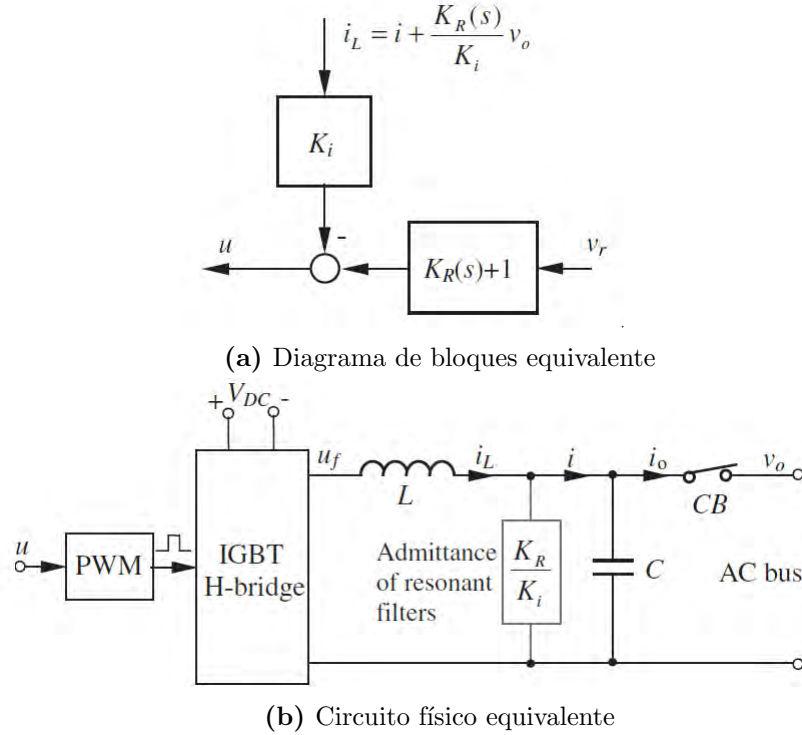 i_L = i + K_R(s)/K_i v_o
K_i
-
u
K_R(s)+1
v_r
(a) Diagrama de bloques equivalente
+ V_DC -
u_f
i_L
i
i_o
v_o
L
CB
u
PWM
IGBT
H-bridge
Admittance
of resonant
filters
K_R
K_i
C
AC bus
(b) Circuito físico equivalente